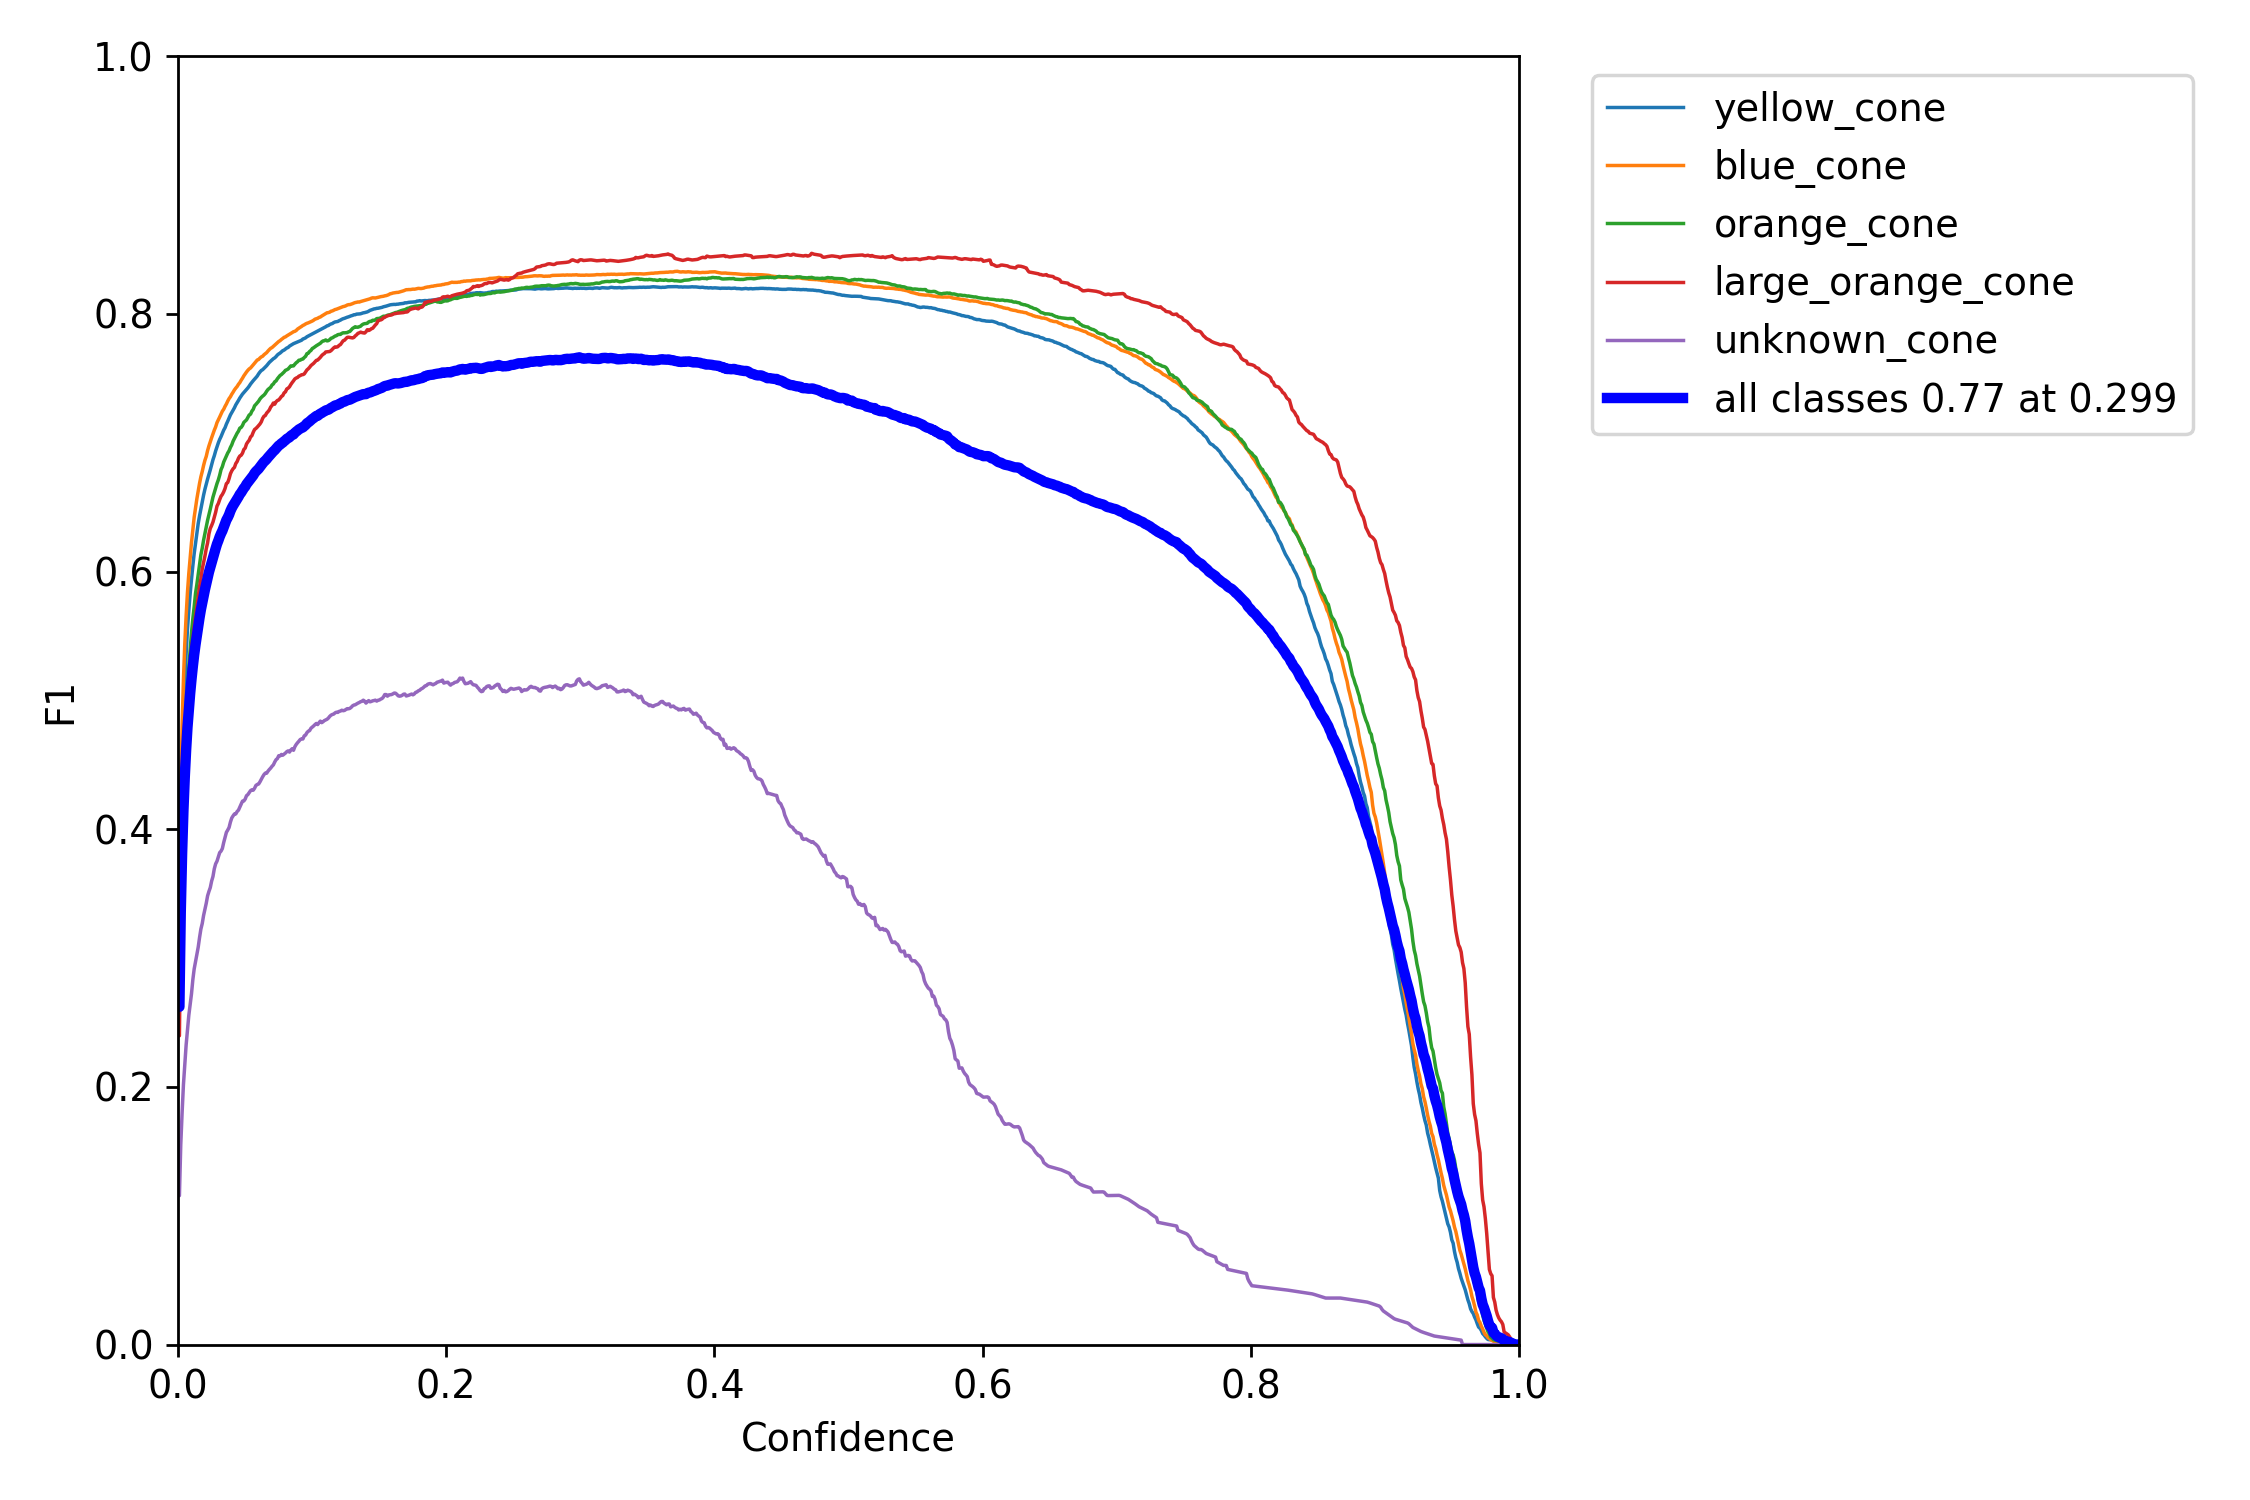 1.0
0.8
0.6
0.4
0.2
0.0
F1
0.0 0.2 0.4 0.6 0.8 1.0
Confidence
yellow_cone
blue_cone
orange_cone
large_orange_cone
unknown_cone
all classes 0.77 at 0.299